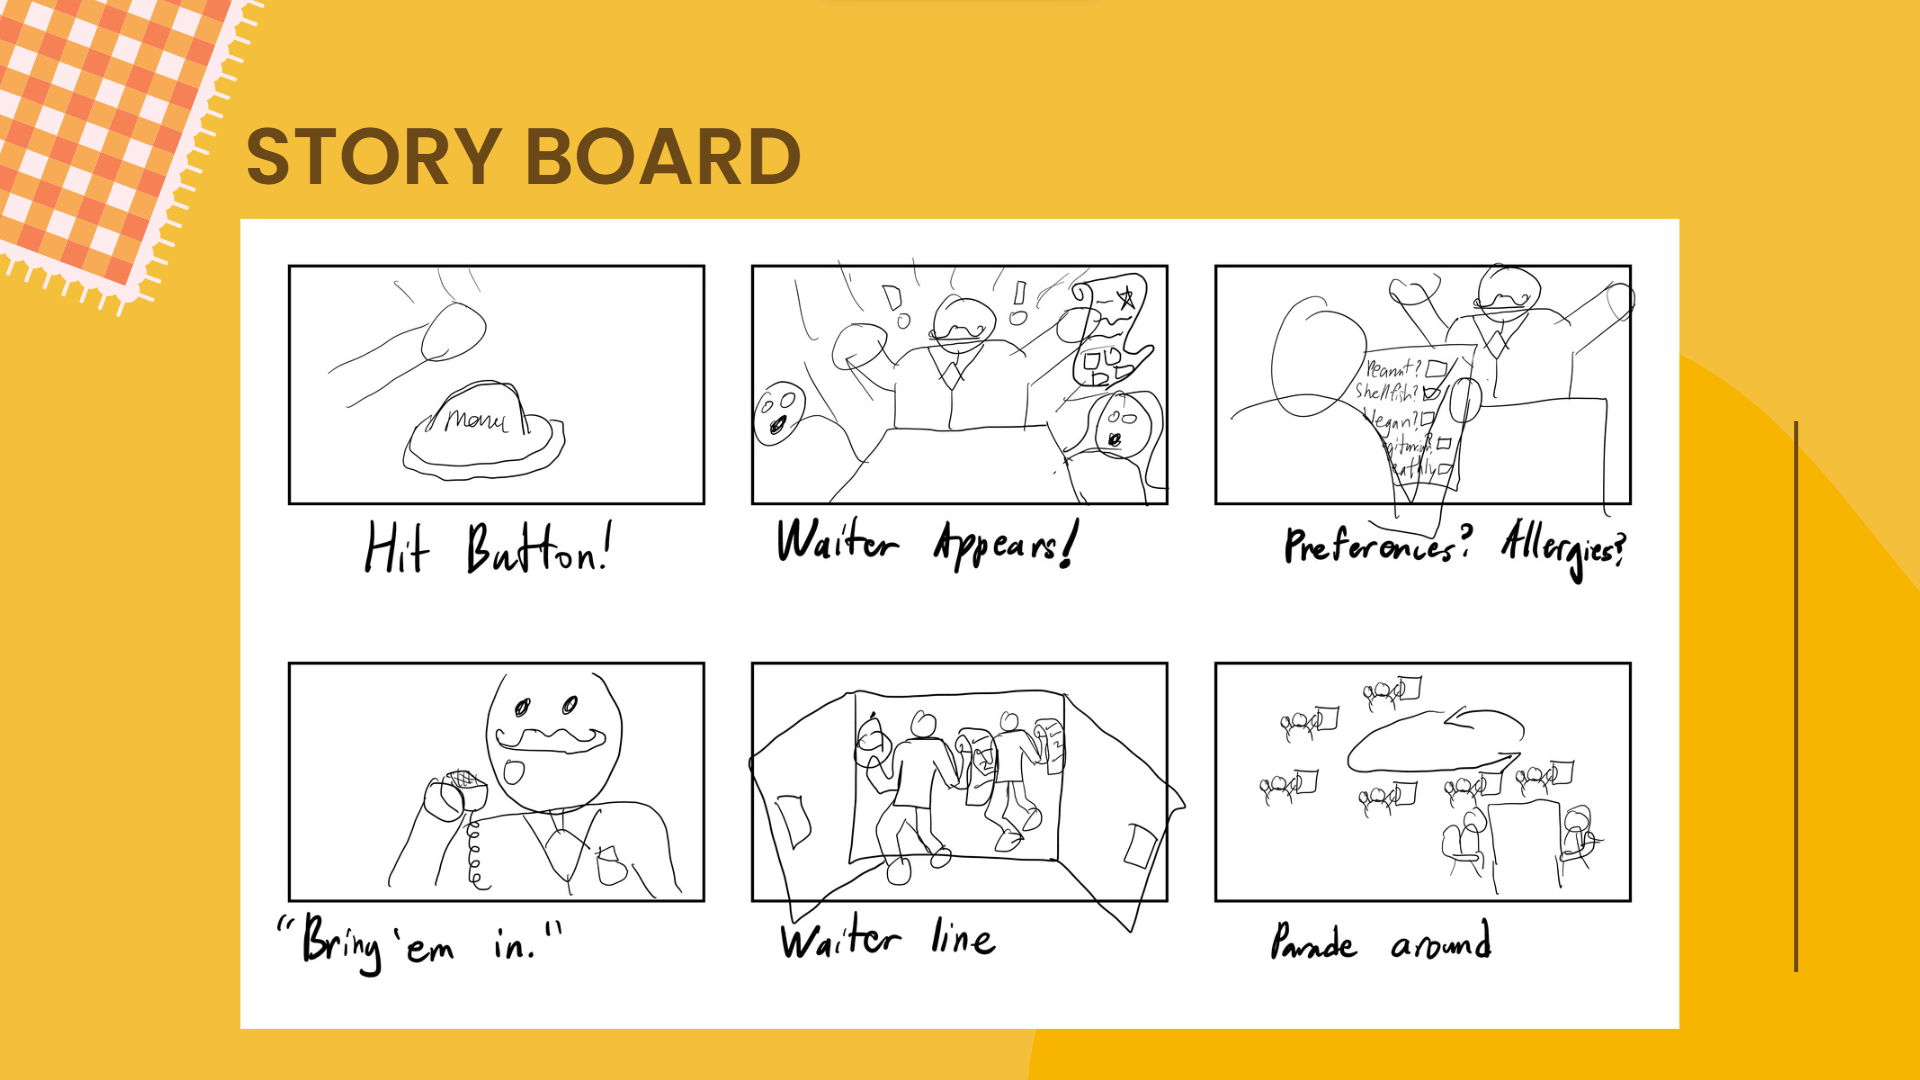 STORY BOARD
Menu
Hit Button!
Waiter Appears!
Peanut?
Shellfish?
Vegan?
Preferences? Allergies?
"Bring 'em in."
Waiter line
Parade around